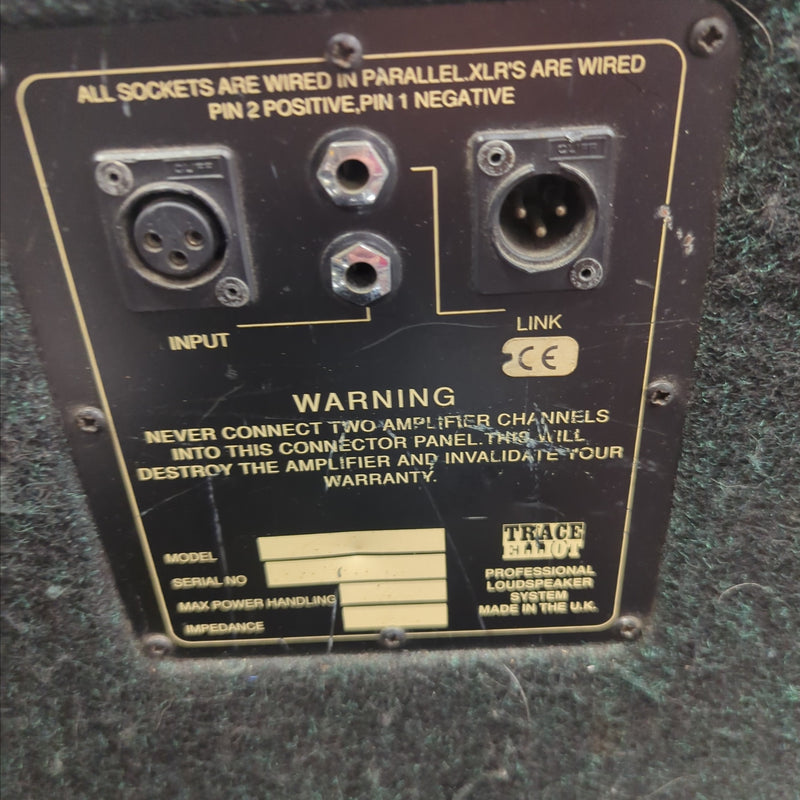 ALL SOCKETS ARE WIRED IN PARALLEL.XLR'S ARE WIRED
PIN 2 POSITIVE,PIN 1 NEGATIVE
INPUT
LINK
CE
WARNING
NEVER CONNECT TWO AMPLIFIER CHANNELS
INTO THIS CONNECTOR PANEL.THIS WILL
DESTROY THE AMPLIFIER AND INVALIDATE YOUR
WARRANTY.
MODEL
SERIAL NO
MAX POWER HANDLING
IMPEDANCE
TRACE
ELLIOT
PROFESSIONAL
LOUDSPEAKER
SYSTEM
MADE IN THE U.K.